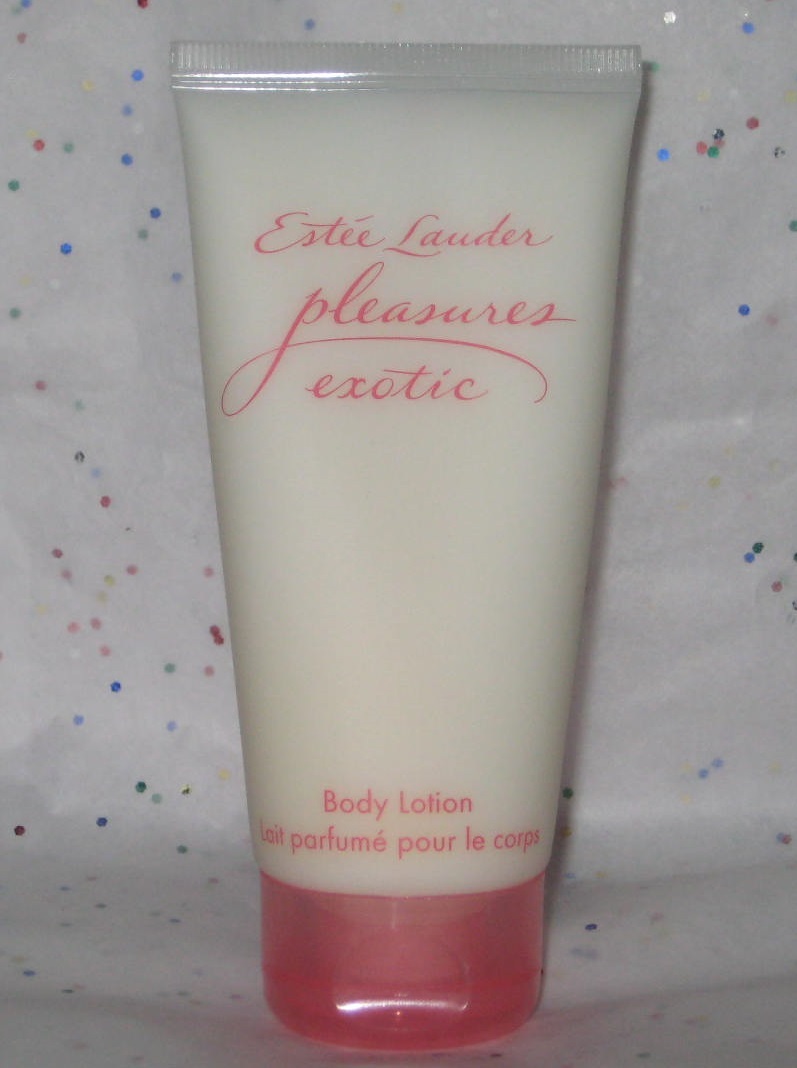 Estée Lauder
pleasures
exotic
Body Lotion
Lait parfumé pour le corps